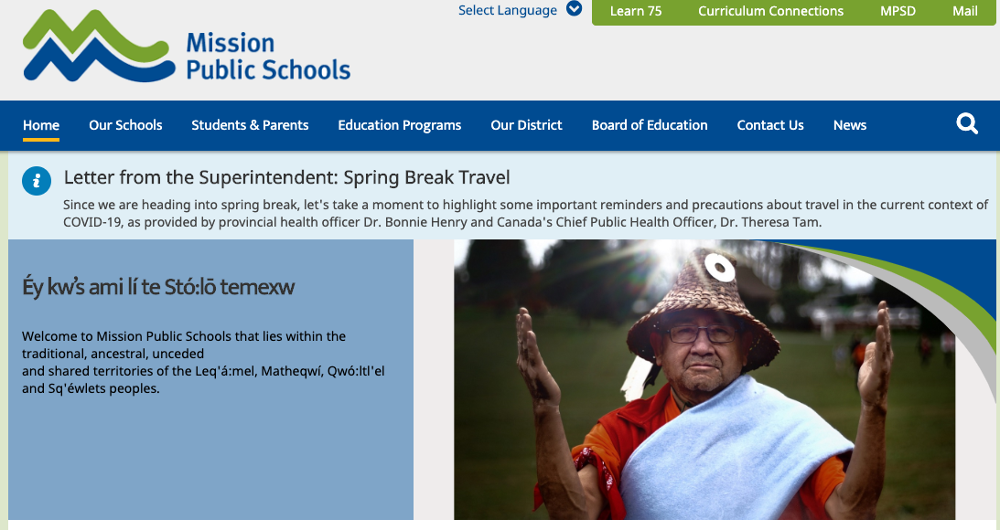 Select Language
Learn 75
Curriculum Connections
MPSD
Mail
Mission
Public Schools
Home
Our Schools
Students & Parents
Education Programs
Our District
Board of Education
Contact Us
News
Letter from the Superintendent: Spring Break Travel
Since we are heading into spring break, let's take a moment to highlight some important reminders and precautions about travel in the current context of
COVID-19, as provided by provincial health officer Dr. Bonnie Henry and Canada's Chief Public Health Officer, Dr. Theresa Tam.
Éy kw’s ami lí te Stó:lō temexw
Welcome to Mission Public Schools that lies within the
traditional, ancestral, unceded
and shared territories of the Leq'á:mel, Matheqwí, Qwó:ltl'el
and Sq'éwlets peoples.